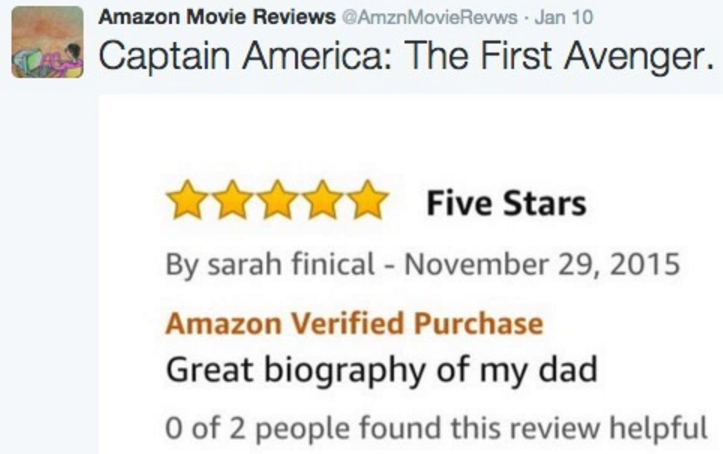 Amazon Movie Reviews @AmznMovieRevws · Jan 10
Captain America: The First Avenger.
Five Stars
By sarah finical - November 29, 2015
Amazon Verified Purchase
Great biography of my dad
0 of 2 people found this review helpful